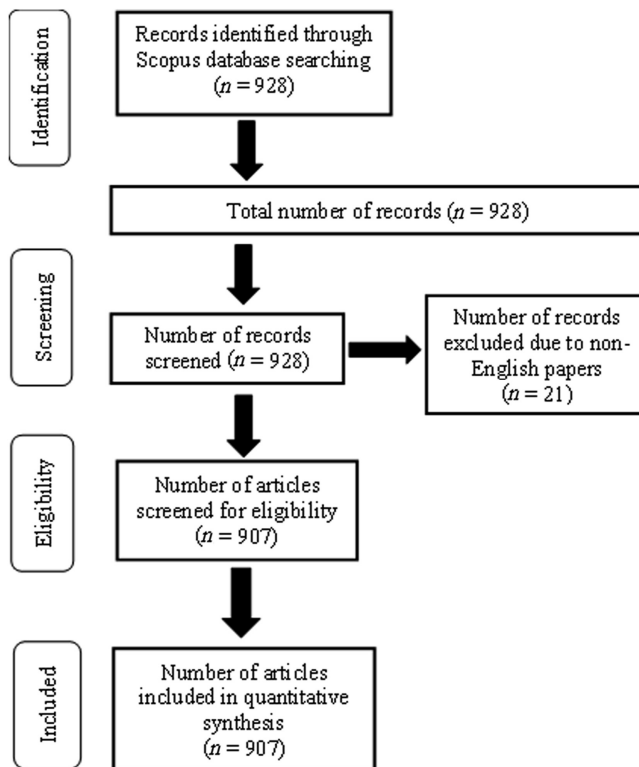 Identification
Records identified through
Scopus database searching
(n = 928)
Total number of records (n = 928)
Screening
Number of records
screened (n = 928)
Number of records
excluded due to non-
English papers
(n = 21)
Eligibility
Number of articles
screened for eligibility
(n = 907)
Included
Number of articles
included in quantitative
synthesis
(n = 907)